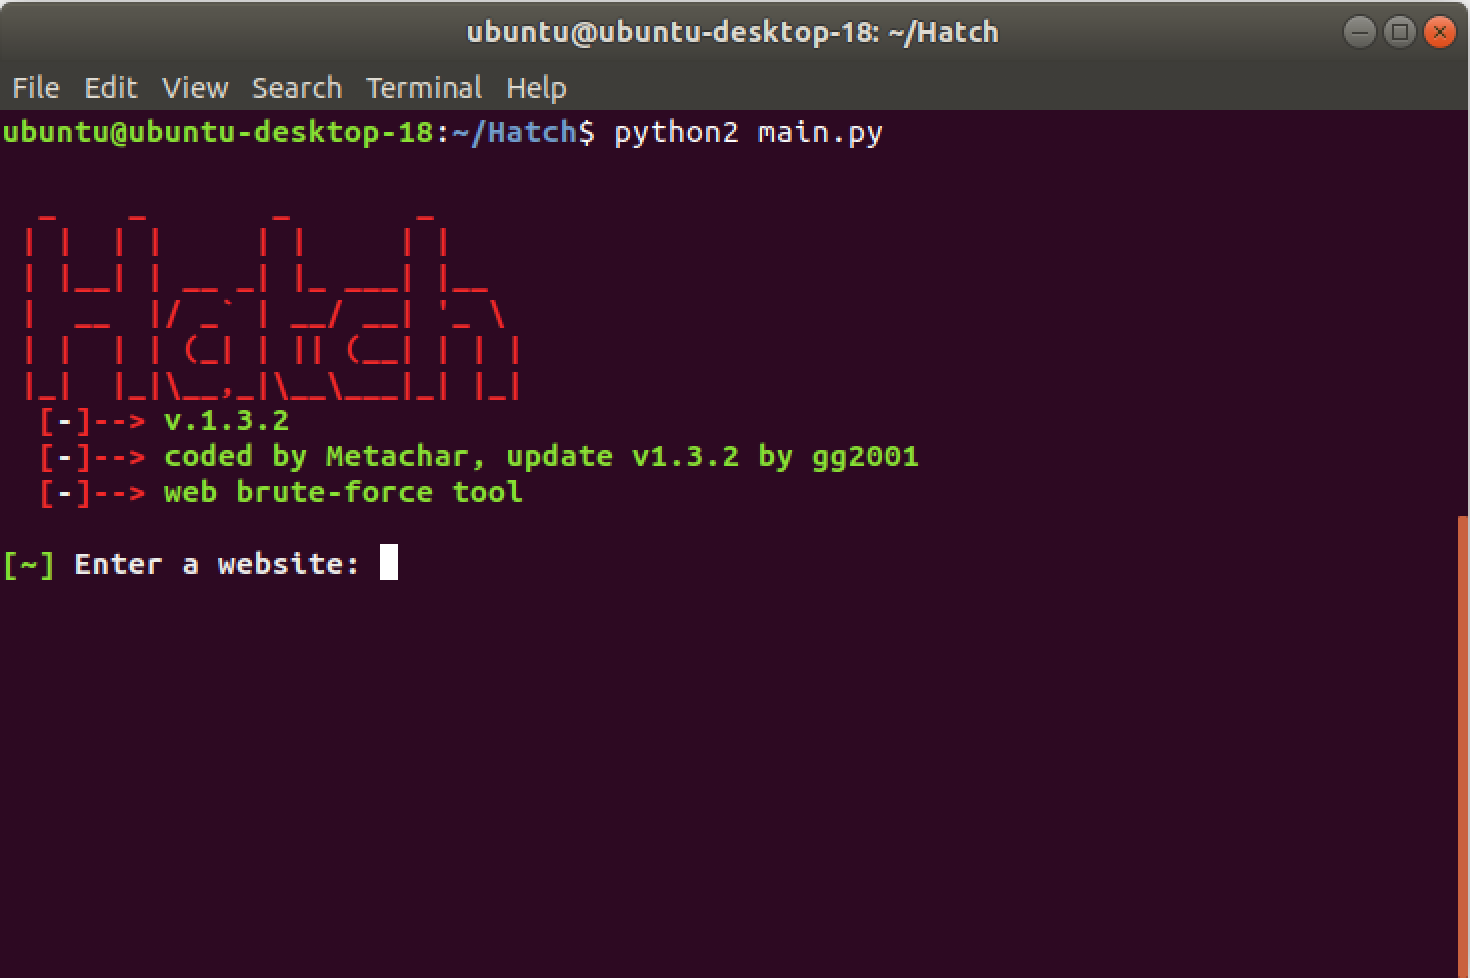 ubuntu@ubuntu-desktop-18: ~/Hatch
File Edit View Search Terminal Help
ubuntu@ubuntu-desktop-18:~/Hatch$ python2 main.py
Hatch
[-]--> v.1.3.2
[-]--> coded by Metachar, update v1.3.2 by gg2001
[-]--> web brute-force tool
[~] Enter a website: